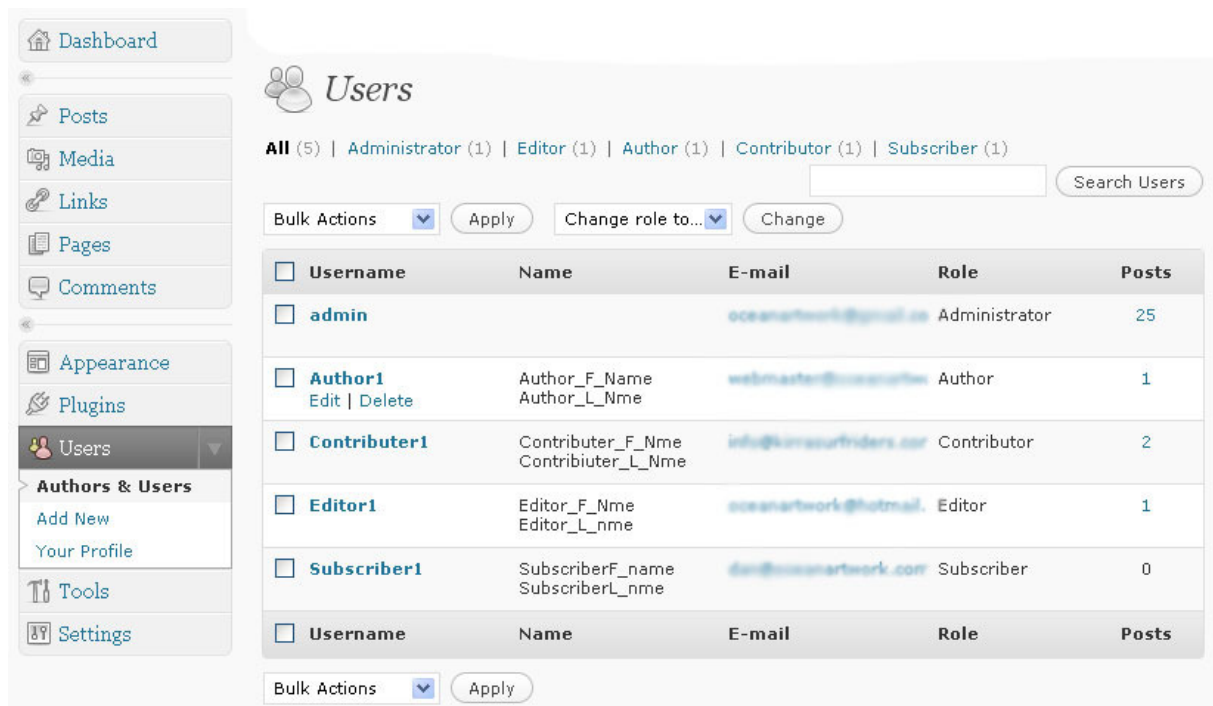 Dashboard
Posts
Media
Links
Pages
Comments
Appearance
Plugins
Users
Authors & Users
Add New
Your Profile
Tools
Settings
Users
All (5) | Administrator (1) | Editor (1) | Author (1) | Contributor (1) | Subscriber (1)
Search Users
Bulk Actions Apply Change role to... Change
Username Name E-mail Role Posts
admin Administrator 25
Author1 Author_F_Name Author 1
Edit | Delete Author_L_Nme
Contributer1 Contributer_F_Nme Contributor 2
Contribiuter_L_Nme
Editor1 Editor_F_Nme Editor 1
Editor_L_nme
Subscriber1 SubscriberF_name Subscriber 0
SubscriberL_nme
Username Name E-mail Role Posts
Bulk Actions Apply